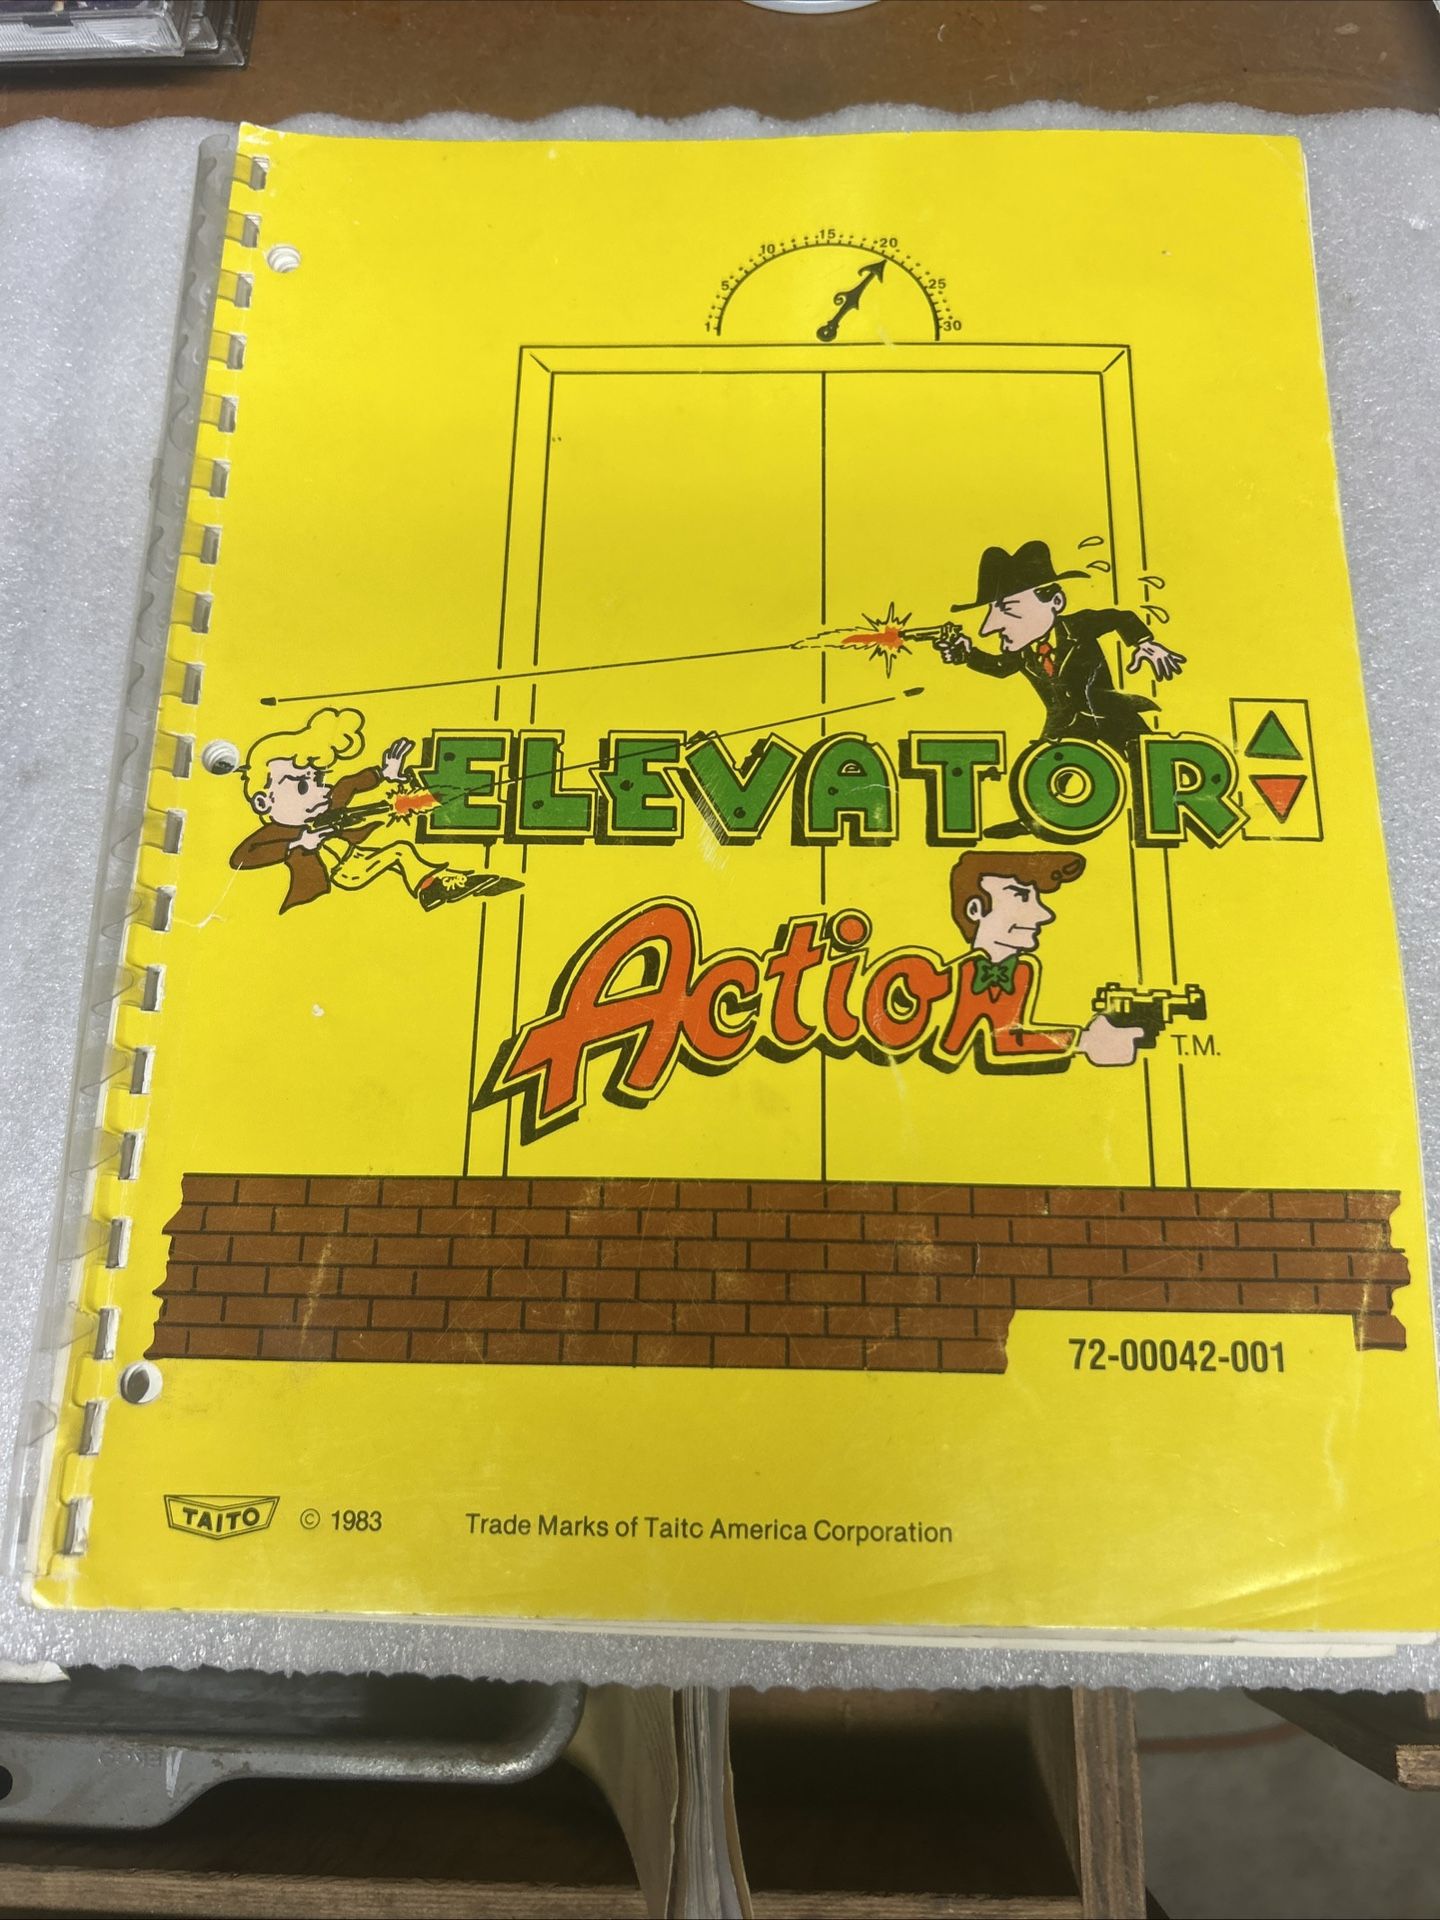 1 5 10 15 20 25 30
ELEVATOR
Action
T.M.
72-00042-001
TAITO © 1983 Trade Marks of Taitc America Corporation